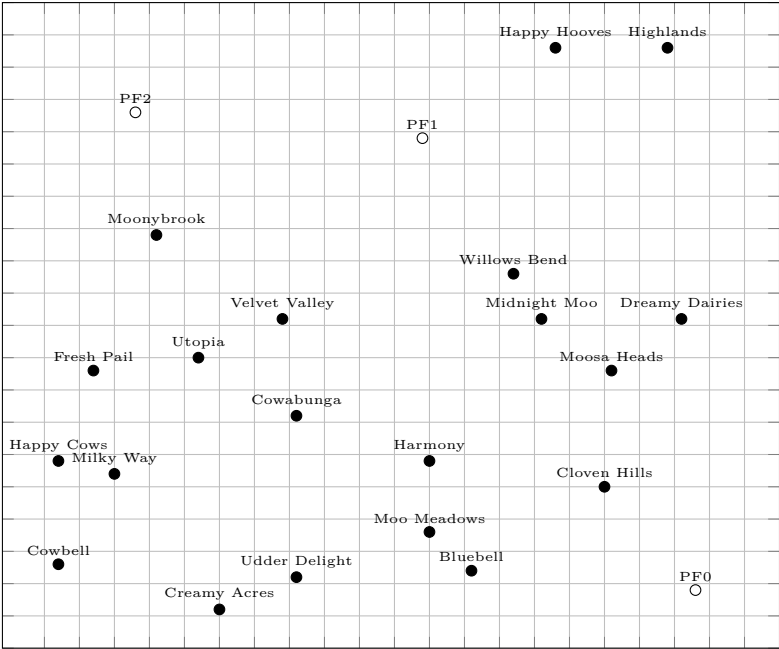 Happy Hooves
Highlands
PF2
PF1
Moonybrook
Willows Bend
Velvet Valley
Midnight Moo
Dreamy Dairies
Utopia
Fresh Pail
Moosa Heads
Cowabunga
Happy Cows
Harmony
Milky Way
Cloven Hills
Moo Meadows
Cowbell
Bluebell
Udder Delight
PF0
Creamy Acres